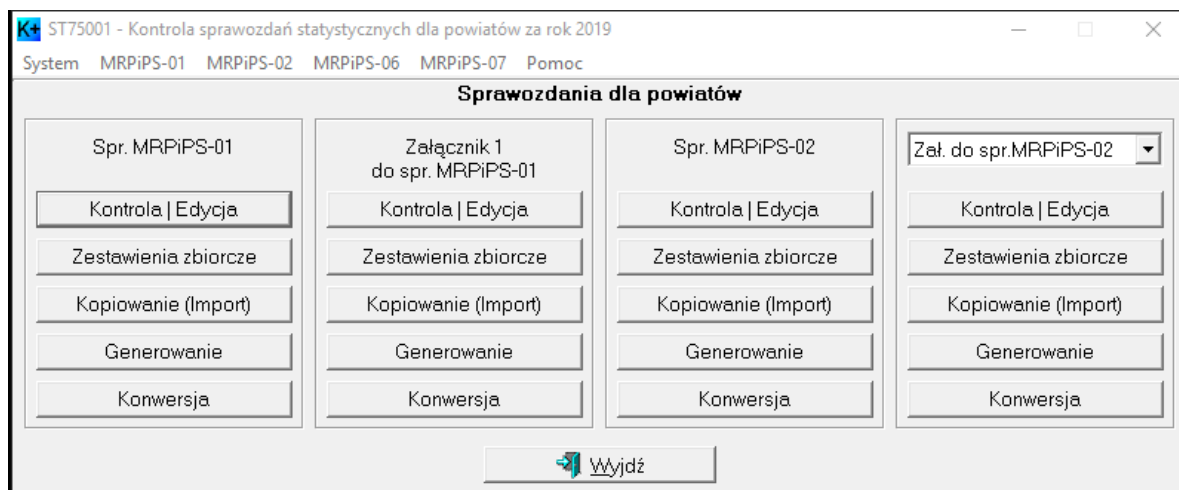 K+ ST75001 - Kontrola sprawozdań statystycznych dla powiatów za rok 2019
System MRPiPS-01 MRPiPS-02 MRPiPS-06 MRPiPS-07 Pomoc
Sprawozdania dla powiatów
Spr. MRPiPS-01
Kontrola | Edycja
Zestawienia zbiorcze
Kopiowanie (Import)
Generowanie
Konwersja
Załącznik 1
do spr. MRPiPS-01
Kontrola | Edycja
Zestawienia zbiorcze
Kopiowanie (Import)
Generowanie
Konwersja
Spr. MRPiPS-02
Kontrola | Edycja
Zestawienia zbiorcze
Kopiowanie (Import)
Generowanie
Konwersja
Zał. do spr.MRPiPS-02
Kontrola | Edycja
Zestawienia zbiorcze
Kopiowanie (Import)
Generowanie
Konwersja
Wyjdź